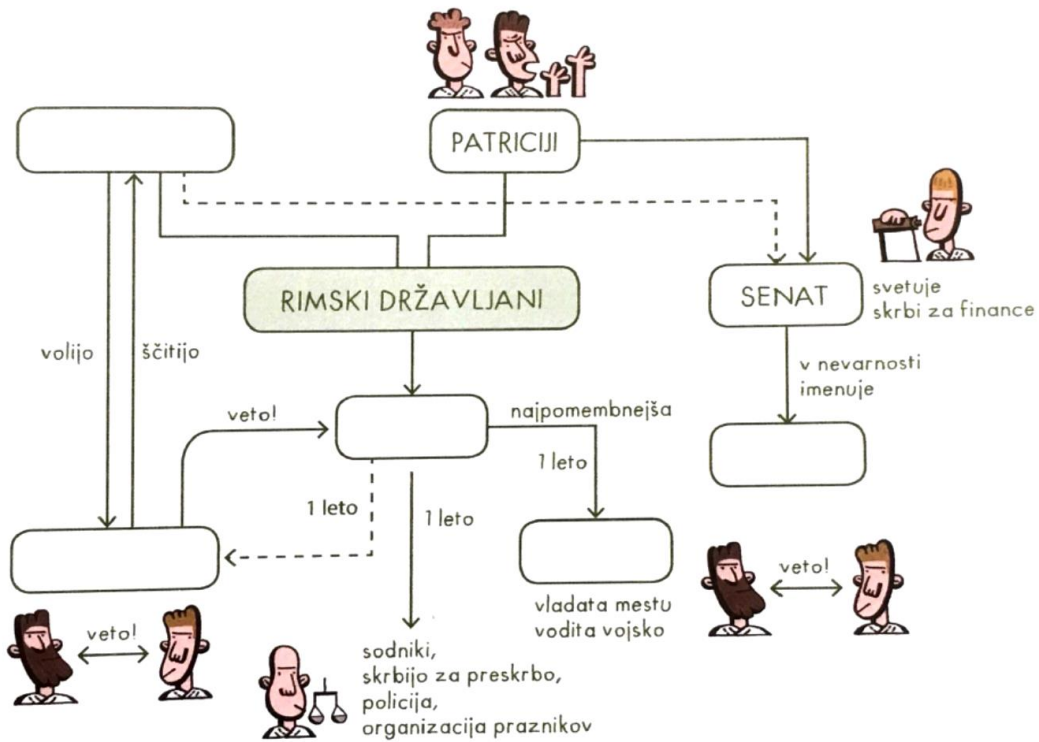 PATRICIJI
RIMSKI DRŽAVLJANI
SENAT
svetuje
skrbi za finance
volijo
ščitijo
v nevarnosti
imenuje
veto!
najpomembnejša
1 leto
1 leto
1 leto
vladata mestu
vodita vojsko
veto!
veto!
sodniki,
skrbijo za preskrbo,
policija,
organizacija praznikov